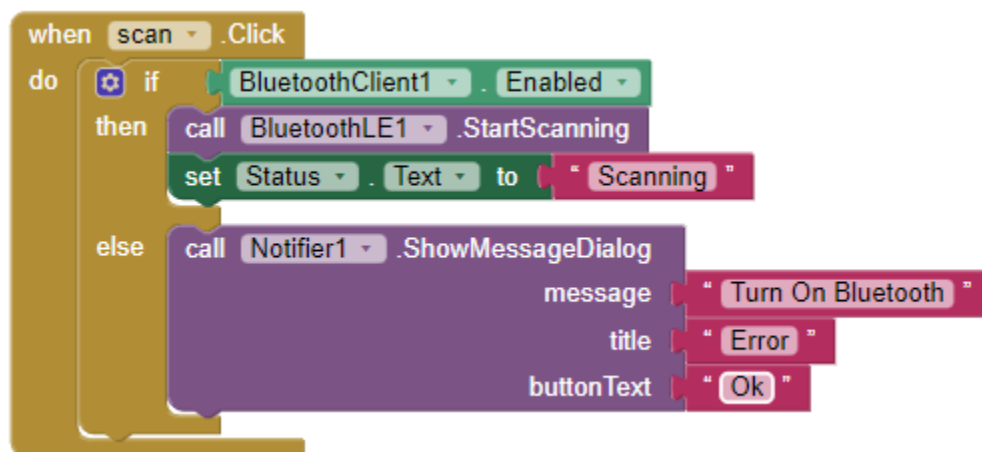 when scan .Click
do if BluetoothClient1 . Enabled
then call BluetoothLE1 .StartScanning
set Status . Text to " Scanning "
else call Notifier1 .ShowMessageDialog
message " Turn On Bluetooth "
title " Error "
buttonText " Ok "